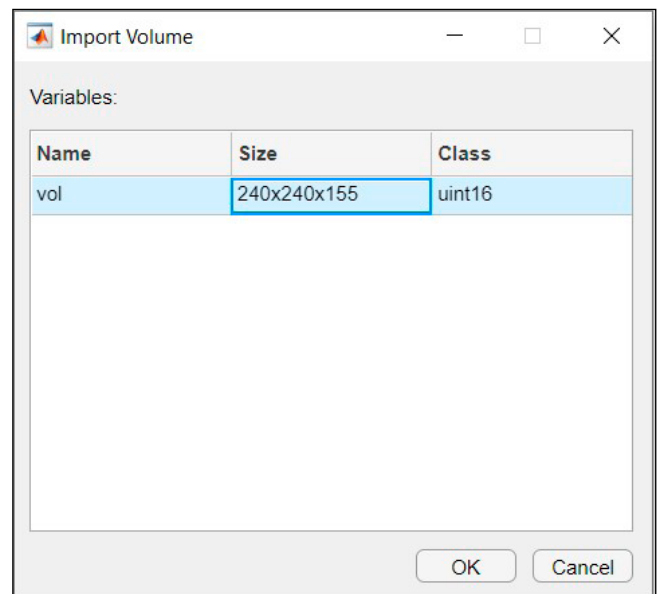 Import Volume
Variables:
Name Size Class
vol 240x240x155 uint16
OK Cancel